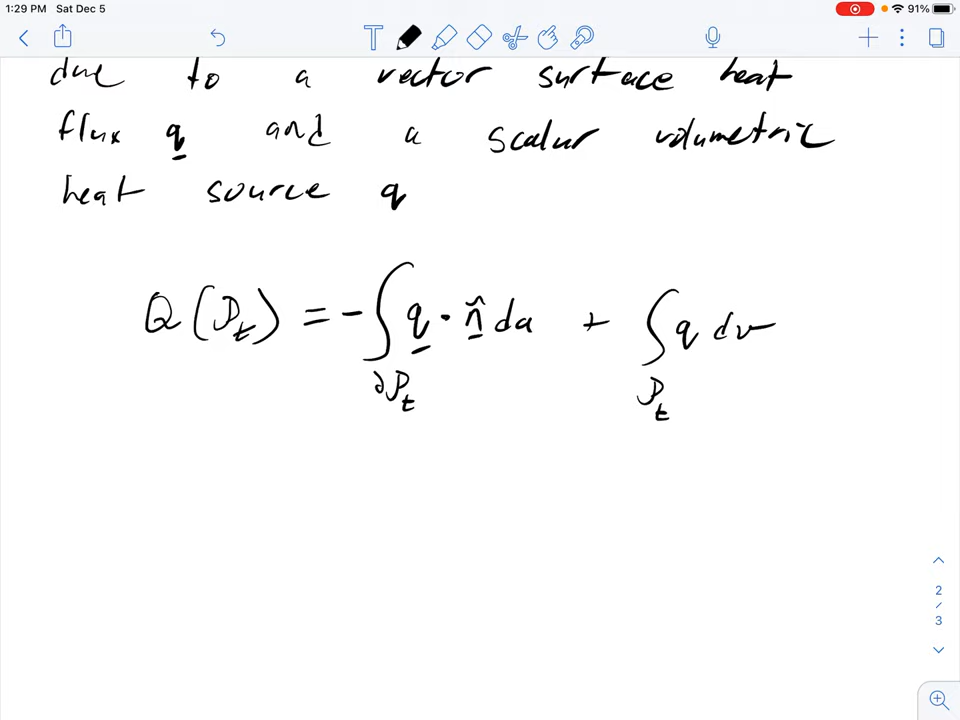 1:29 PM Sat Dec 5 91%
due to a vector surface heat
flux q and a scalar volumetric
heat source q
Q(𝒫ₜ) = -∫_{∂𝒫ₜ} q · n̂ da + ∫_{𝒫ₜ} q dv
2
/
3